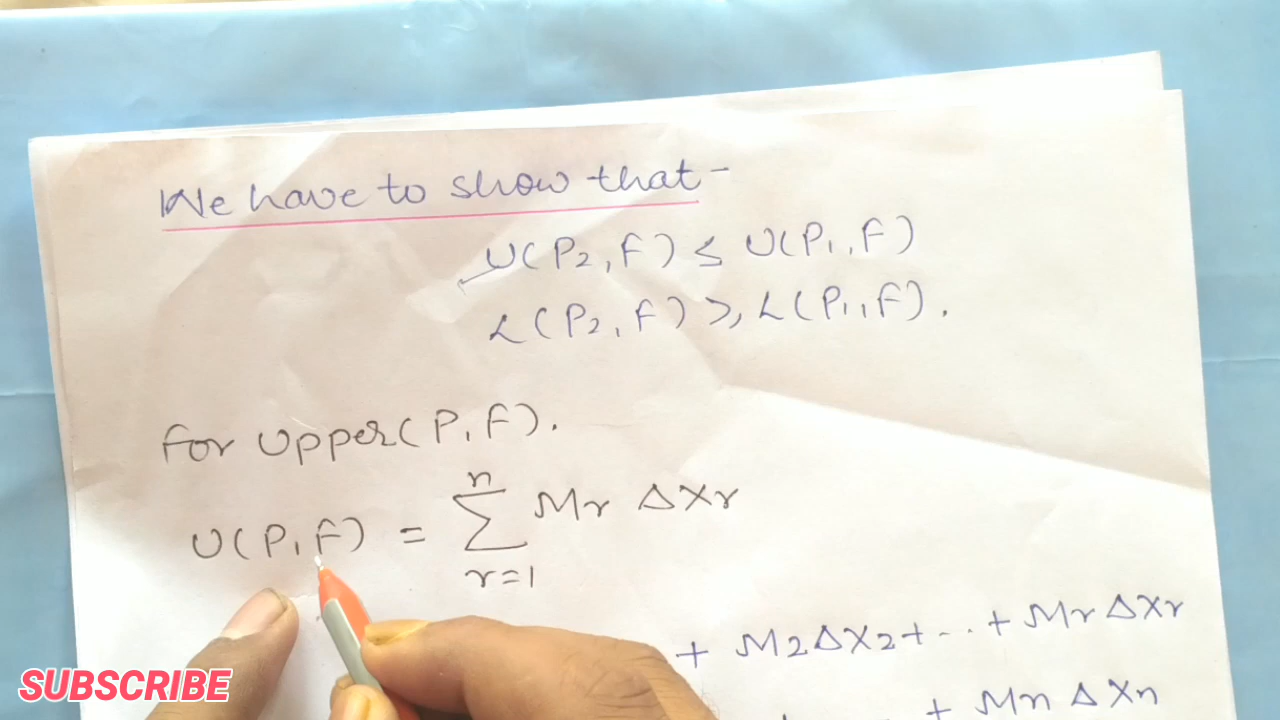 We have to show that -
U(P2,F) ≤ U(P1,F)
L(P2,F) ≥ L(P1,F).
For Upper(P,F).
U(P,F) = n∑r=1 Mr ΔXr
+ M2ΔX2+...+ MrΔXr
+ Mn ΔXn
SUBSCRIBE